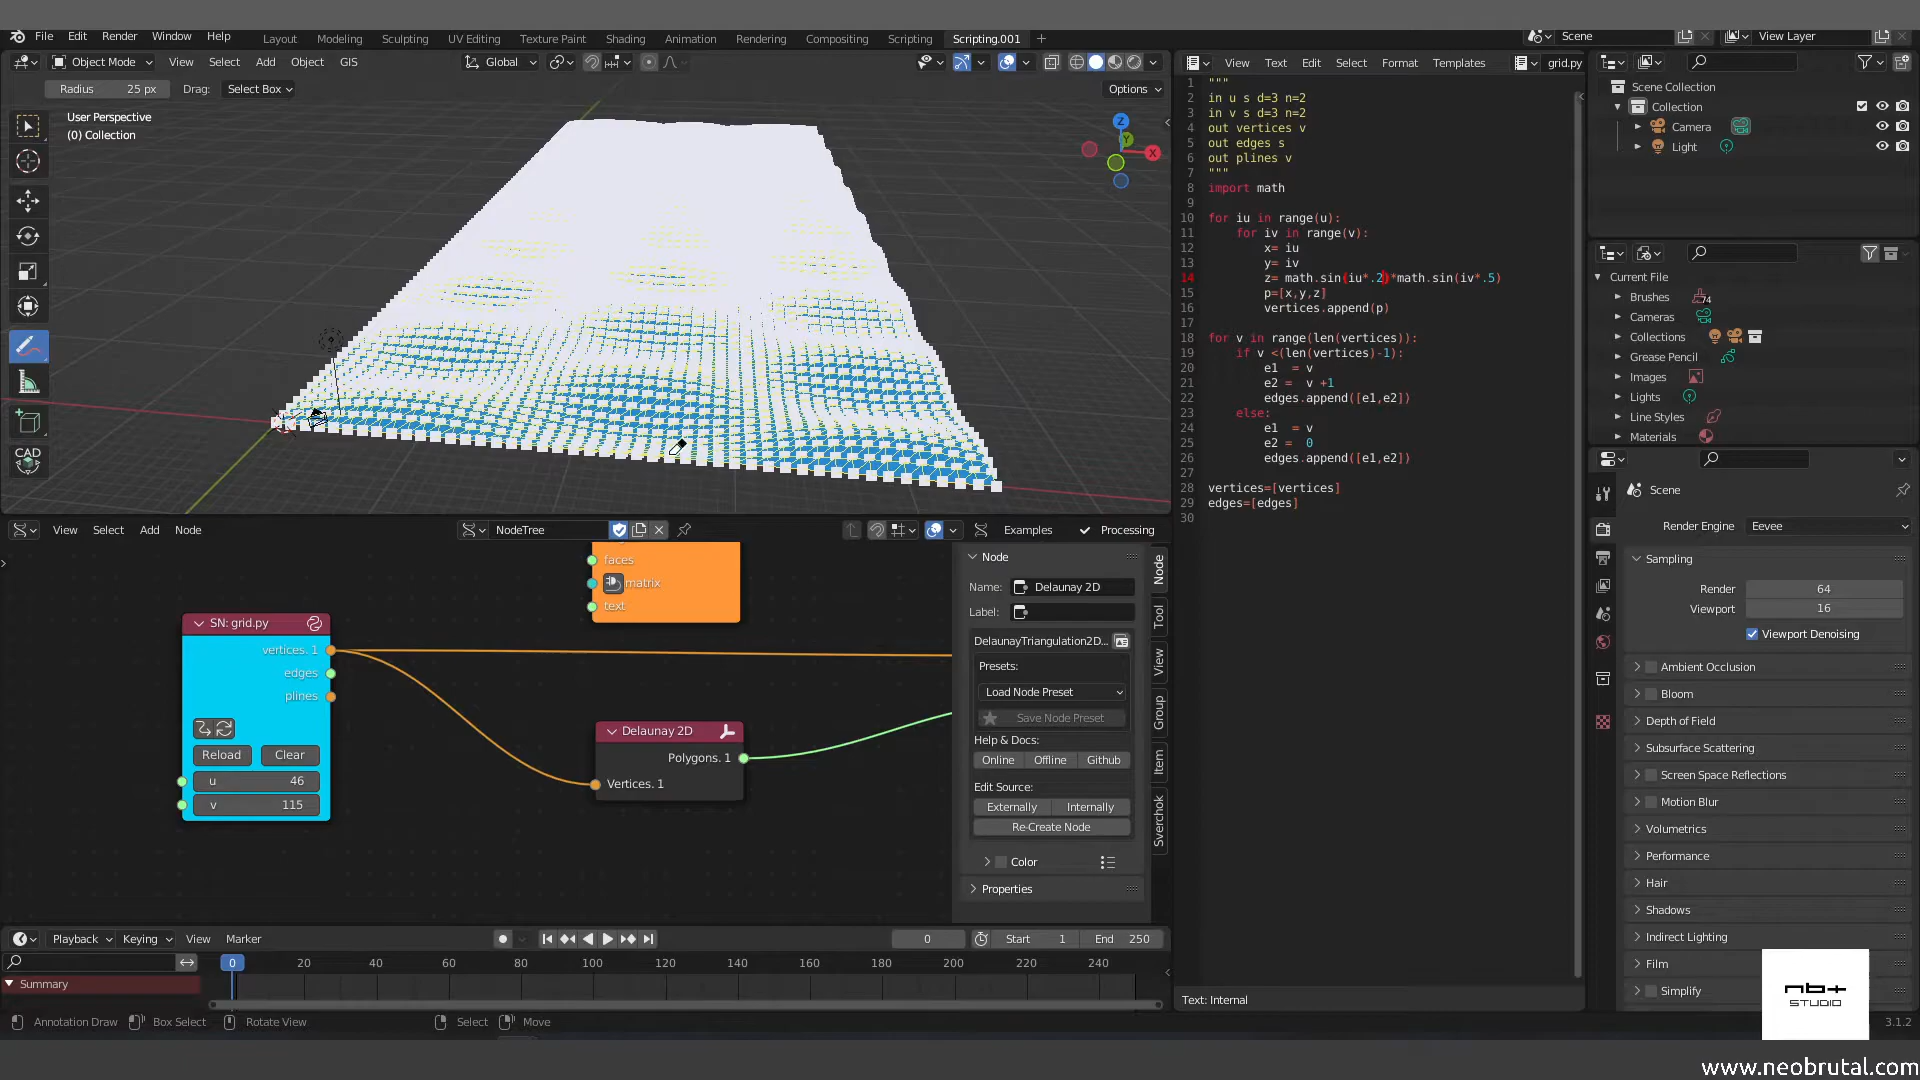 File Edit Render Window Help Layout Modeling Sculpting UV Editing Texture Paint Shading Animation Rendering Compositing Scripting Scripting.001 Scene View Layer
Object Mode View Select Add Object GIS Global
Radius 25 px Drag: Select Box Options
User Perspective
(0) Collection
Z
Y
X
CAD
View Text Edit Select Format Templates grid.py
1 """
2 in u s d=3 n=2
3 in v s d=3 n=2
4 out vertices v
5 out edges s
6 out plines v
7 """
8 import math
9
10 for iu in range(u):
11 for iv in range(v):
12 x= iu
13 y= iv
14 z= math.sin(iu*.2)*math.sin(iv*.5)
15 p=[x,y,z]
16 vertices.append(p)
17
18 for v in range(len(vertices)):
19 if v <(len(vertices)-1):
20 e1 = v
21 e2 = v +1
22 edges.append([e1,e2])
23 else:
24 e1 = v
25 e2 = 0
26 edges.append([e1,e2])
27
28 vertices=[vertices]
29 edges=[edges]
30
Text: Internal
Scene Collection
Collection
Camera
Light
Current File
Brushes 74
Cameras
Collections
Grease Pencil
Images
Lights
Line Styles
Materials
Scene
Render Engine Eevee
Sampling
Render 64
Viewport 16
Viewport Denoising
Ambient Occlusion
Bloom
Depth of Field
Subsurface Scattering
Screen Space Reflections
Motion Blur
Volumetrics
Performance
Hair
Shadows
Indirect Lighting
Film
Simplify
View Select Add Node NodeTree Examples Processing
faces
matrix
text
SN: grid.py
vertices. 1
edges
plines
Reload Clear
u 46
v 115
Delaunay 2D
Polygons. 1
Vertices. 1
Node
Name: Delaunay 2D
Label:
DelaunayTriangulation2D...
Presets:
Load Node Preset
Save Node Preset
Help & Docs:
Online Offline Github
Edit Source:
Externally Internally
Re-Create Node
Color
Properties
Node
Tool
View
Group
Item
Sverchok
Playback Keying View Marker 0 Start 1 End 250
0 20 40 60 80 100 120 140 160 180 200 220 240
Summary
Annotation Draw Box Select Rotate View Select Move 3.1.2
nb+
STUDIO
www.neobrutal.com